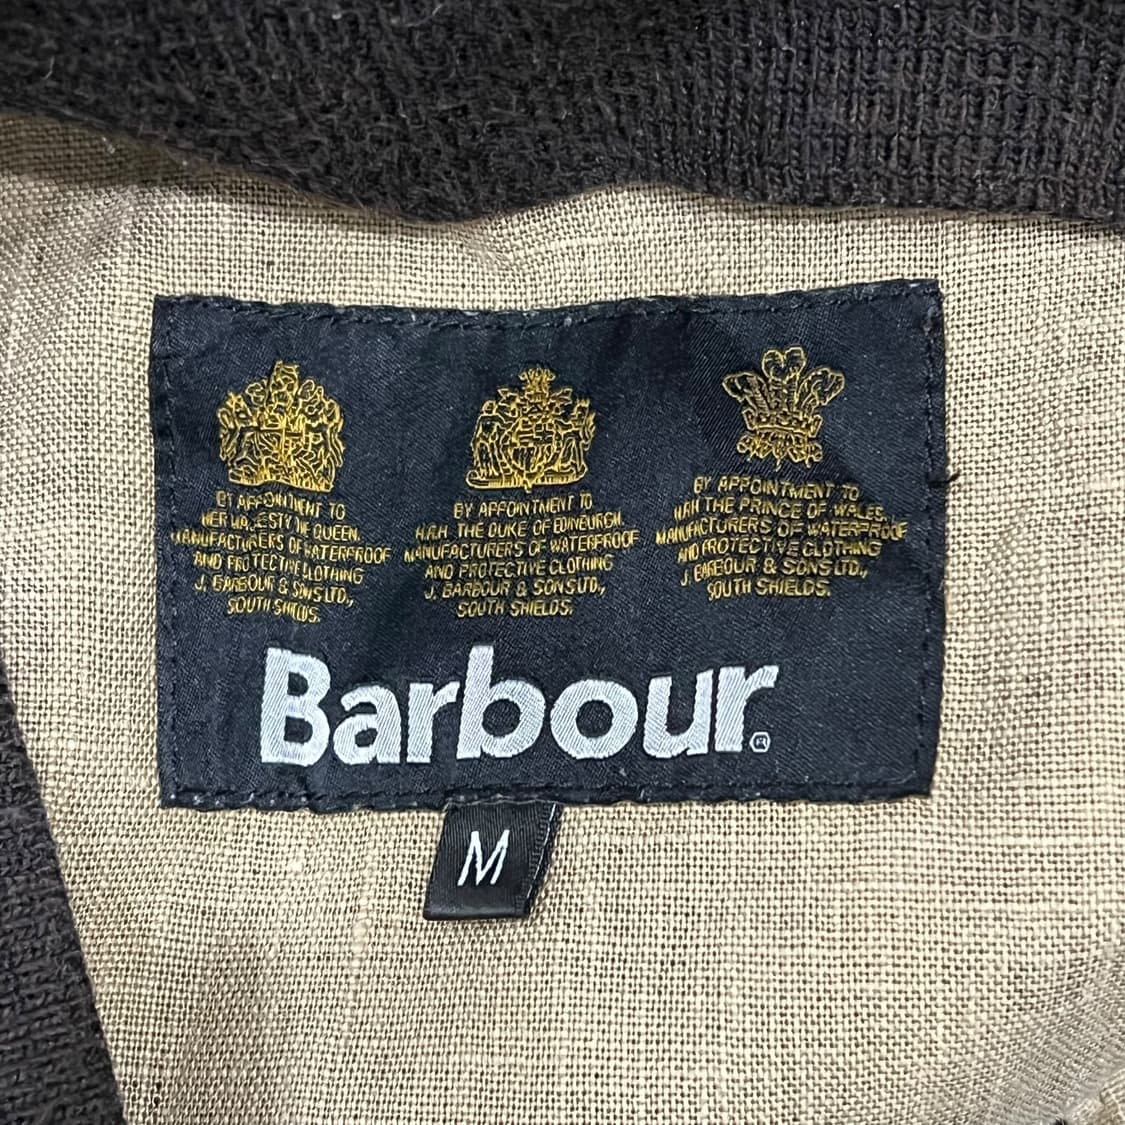 BY APPOINTMENT TO
HER MAJESTY THE QUEEN.
MANUFACTURERS OF WATERPROOF
AND PROTECTIVE CLOTHING
J. BARBOUR & SONS LTD.,
SOUTH SHIELDS.
BY APPOINTMENT TO
H.R.H. THE DUKE OF EDINBURGH.
MANUFACTURERS OF WATERPROOF
AND PROTECTIVE CLOTHING
J. BARBOUR & SONS LTD.,
SOUTH SHIELDS.
BY APPOINTMENT TO
H.R.H THE PRINCE OF WALES.
MANUFACTURERS OF WATERPROOF
AND PROTECTIVE CLOTHING
J. BARBOUR & SONS LTD.,
SOUTH SHIELDS.
Barbour®
M